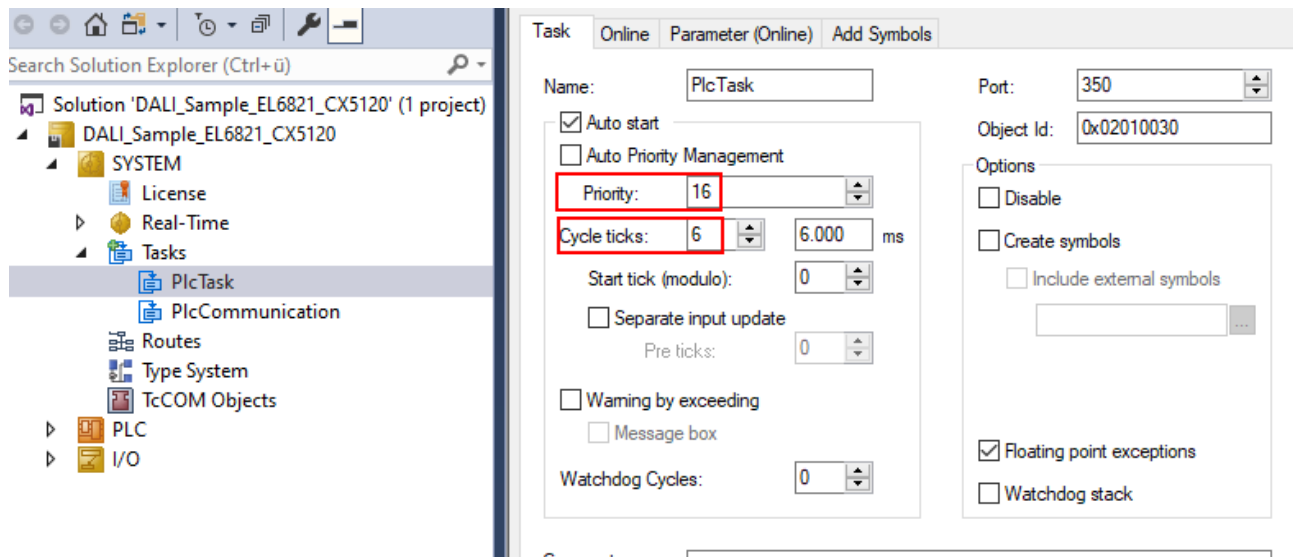 Search Solution Explorer (Ctrl+ü)
Solution 'DALI_Sample_EL6821_CX5120' (1 project)
DALI_Sample_EL6821_CX5120
SYSTEM
License
Real-Time
Tasks
PlcTask
PlcCommunication
Routes
Type System
TcCOM Objects
PLC
I/O
Task Online Parameter (Online) Add Symbols
Name: PlcTask
Auto start
Auto Priority Management
Priority: 16
Cycle ticks: 6 6.000 ms
Start tick (modulo): 0
Separate input update
Pre ticks: 0
Warning by exceeding
Message box
Watchdog Cycles: 0
Port: 350
Object Id: 0x02010030
Options
Disable
Create symbols
Include external symbols
...
Floating point exceptions
Watchdog stack